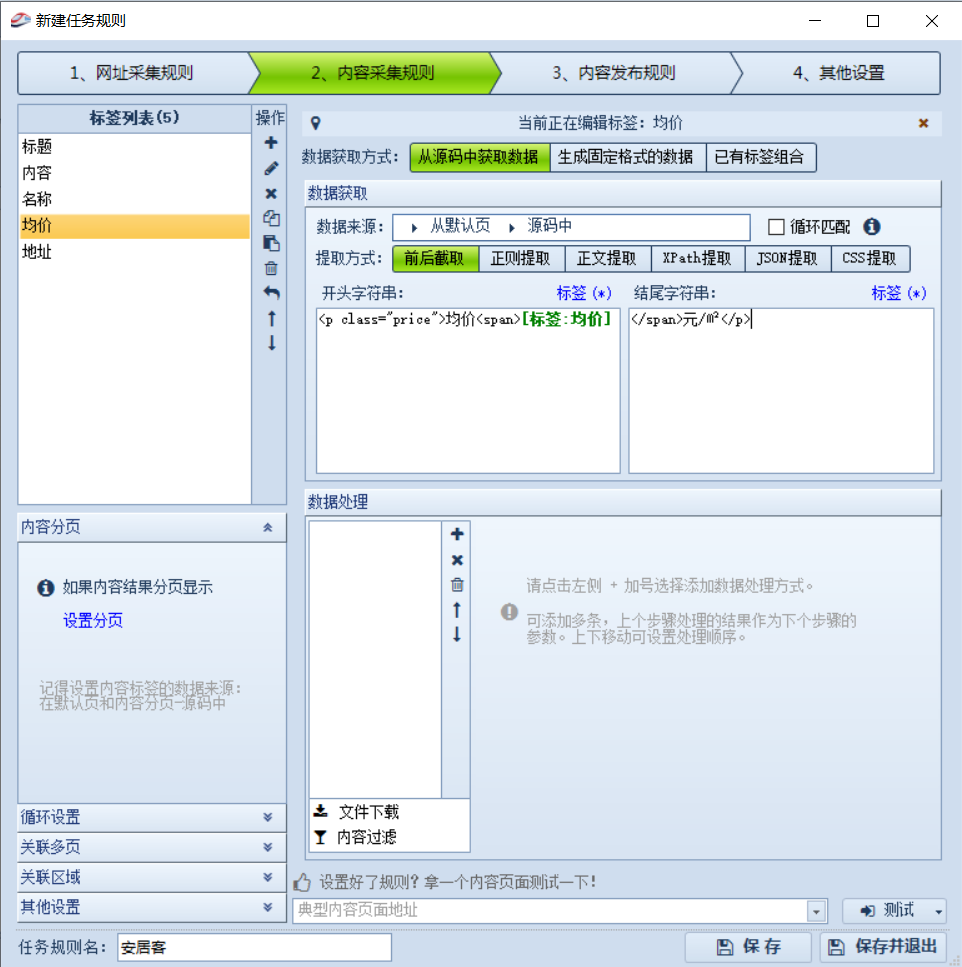 新建任务规则
1、网址采集规则
2、内容采集规则
3、内容发布规则
4、其他设置
标签列表(5)
操作
标题
内容
名称
均价
地址
当前正在编辑标签：均价
数据获取方式：
从源码中获取数据
生成固定格式的数据
已有标签组合
数据获取
数据来源：
从默认页
源码中
循环匹配
提取方式：
前后截取
正则提取
正文提取
XPath提取
JSON提取
CSS提取
开头字符串：
标签
(*)
结尾字符串：
标签
(*)
<p class="price">均价<span>[标签:均价]
</span>元/㎡</p>
数据处理
请点击左侧 + 加号选择添加数据处理方式。
可添加多条，上个步骤处理的结果作为下个步骤的
参数。上下移动可设置处理顺序。
文件下载
内容过滤
内容分页
如果内容结果分页显示
设置分页
记得设置内容标签的数据来源：
在默认页和内容分页-源码中
循环设置
关联多页
关联区域
其他设置
设置好了规则？拿一个内容页面测试一下！
典型内容页面地址
测试
任务规则名：
安居客
保存
保存并退出